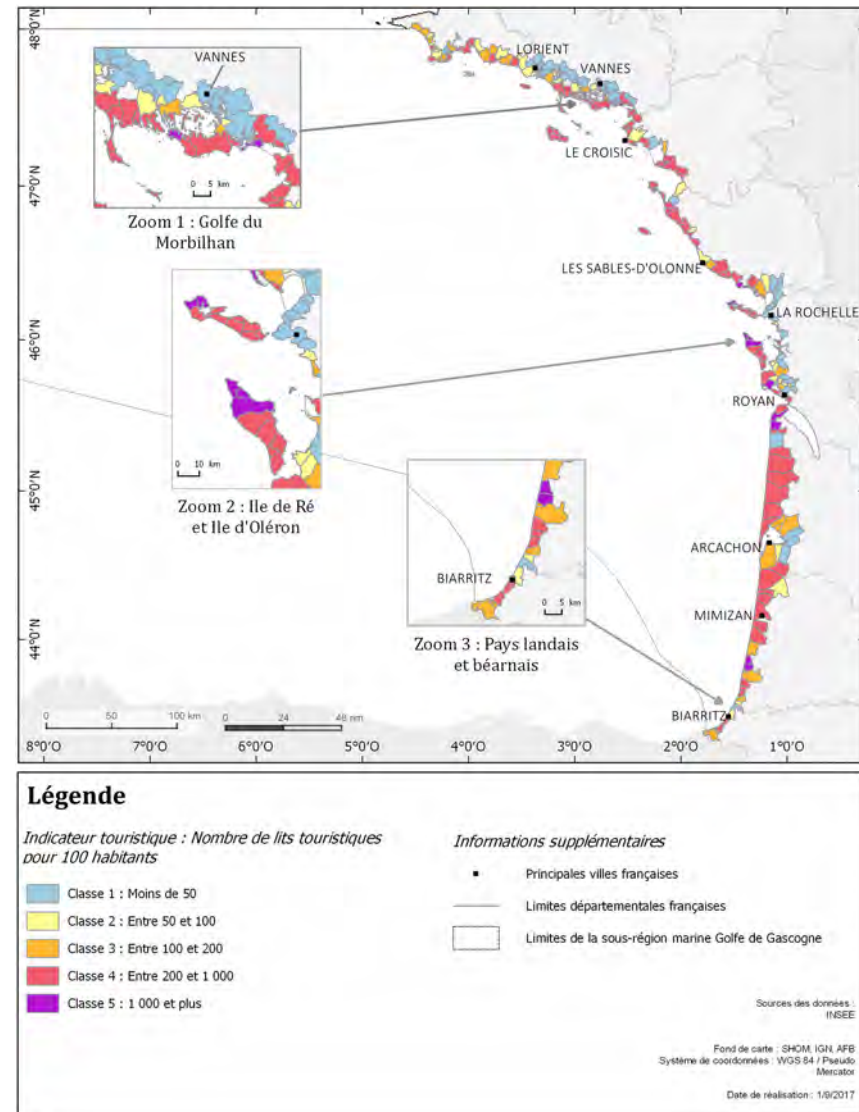 48°0'N
47°0'N
46°0'N
45°0'N
44°0'N
VANNES
0 5 km
Zoom 1 : Golfe du
Morbilhan
LORIENT
VANNES
LE CROISIC
LES SABLES-D'OLONNE
LA ROCHELLE
ROYAN
ARCACHON
MIMIZAN
BIARRITZ
0 10 km
Zoom 2 : Ile de Ré
et Ile d'Oléron
BIARRITZ
0 5 km
Zoom 3 : Pays landais
et béarnais
0 50 100 km
0 24 48 nm
8°0'O 7°0'O 6°0'O 5°0'O 4°0'O 3°0'O 2°0'O 1°0'O
Légende
Indicateur touristique : Nombre de lits touristiques
pour 100 habitants
Classe 1 : Moins de 50
Classe 2 : Entre 50 et 100
Classe 3 : Entre 100 et 200
Classe 4 : Entre 200 et 1 000
Classe 5 : 1 000 et plus
Informations supplémentaires
Principales villes françaises
Limites départementales françaises
Limites de la sous-région marine Golfe de Gascogne
Sources des données :
INSEE
Fond de carte : SHOM, IGN, AFB
Système de coordonnées : WGS 84 / Pseudo
Mercator
Date de réalisation : 1/9/2017